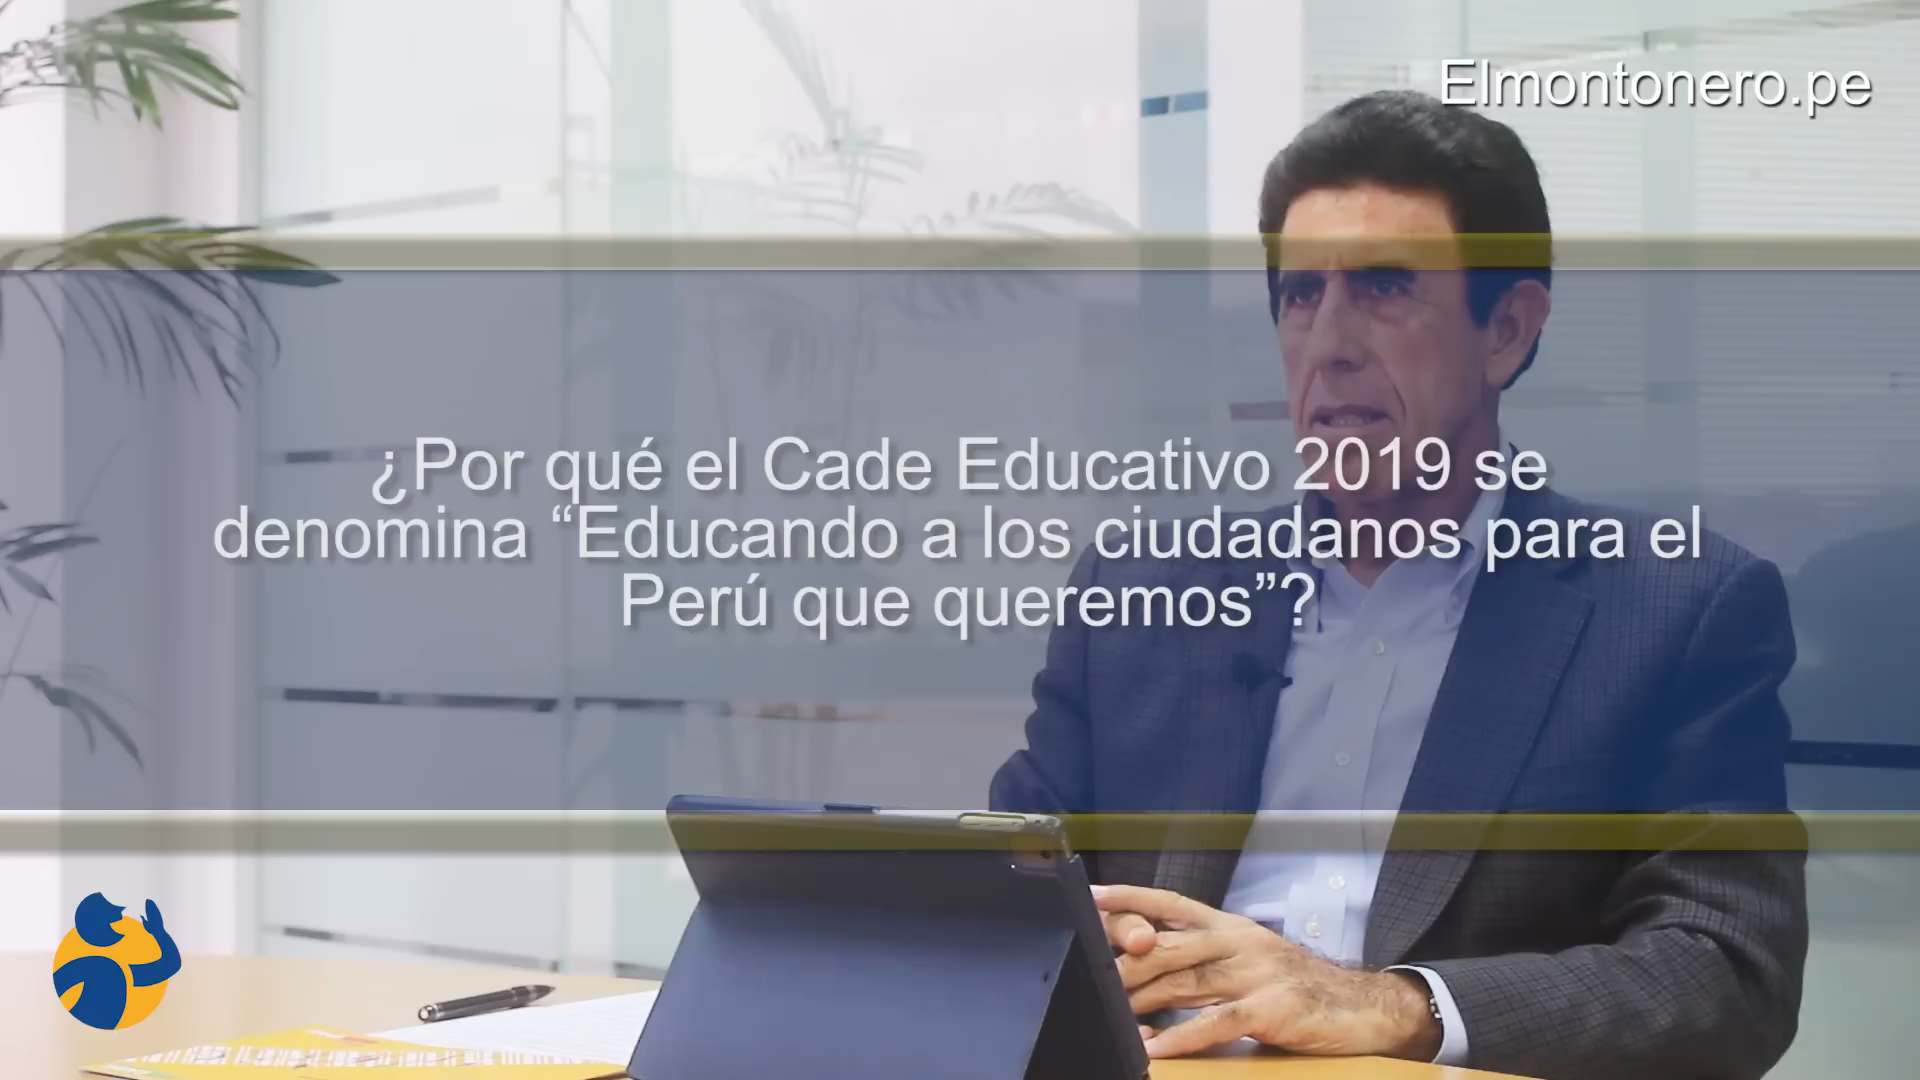 Elmontonero.pe
¿Por qué el Cade Educativo 2019 se
denomina “Educando a los ciudadanos para el
Perú que queremos”?